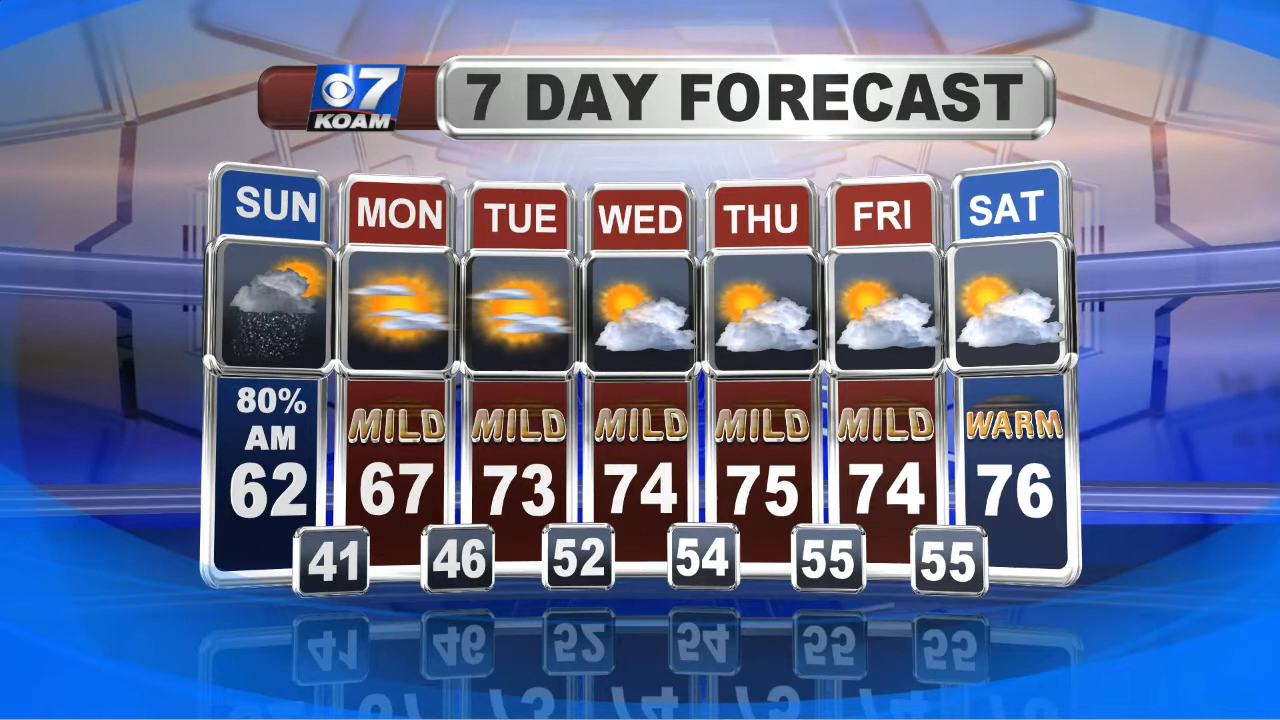 7
KOAM
7 DAY FORECAST
SUN MON TUE WED THU FRI SAT
80%
AM
MILD MILD MILD MILD MILD WARM
62 67 73 74 75 74 76
41 46 52 54 55 55